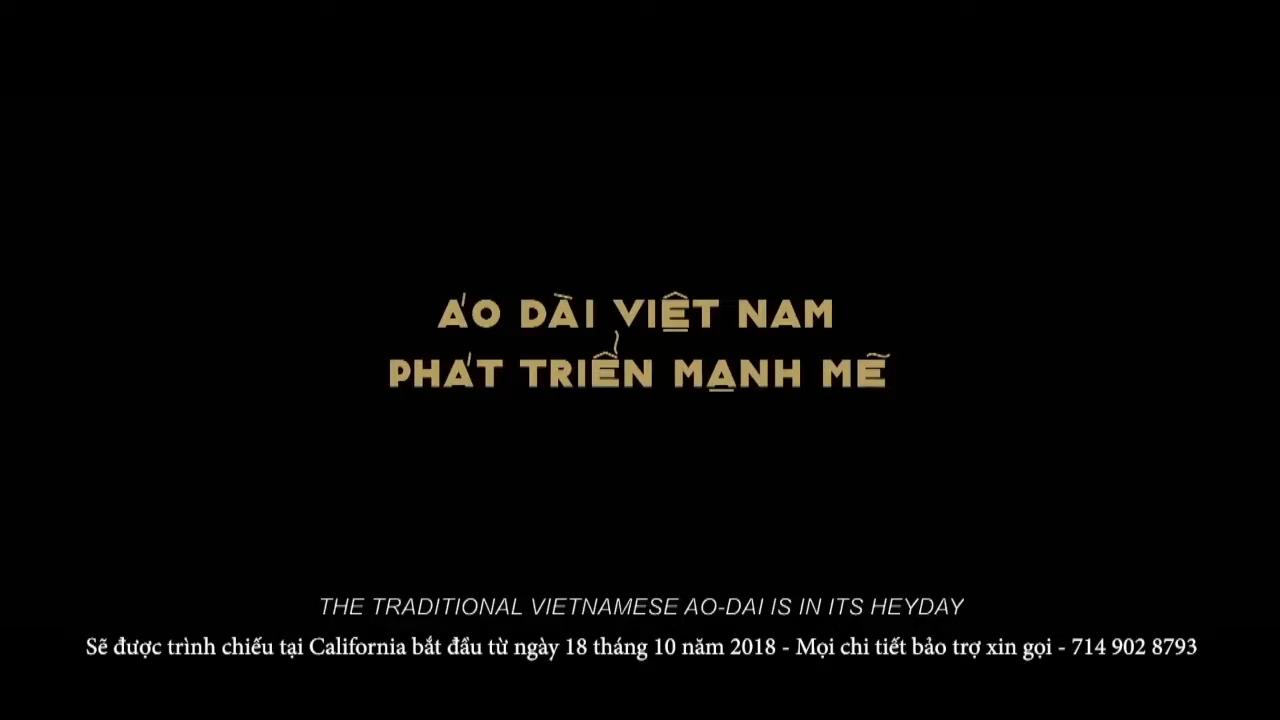 ÁO DÀI VIỆT NAM
PHÁT TRIỂN MẠNH MẼ
THE TRADITIONAL VIETNAMESE AO-DAI IS IN ITS HEYDAY
Sẽ được trình chiếu tại California bắt đầu từ ngày 18 tháng 10 năm 2018 - Mọi chi tiết bảo trợ xin gọi - 714 902 8793